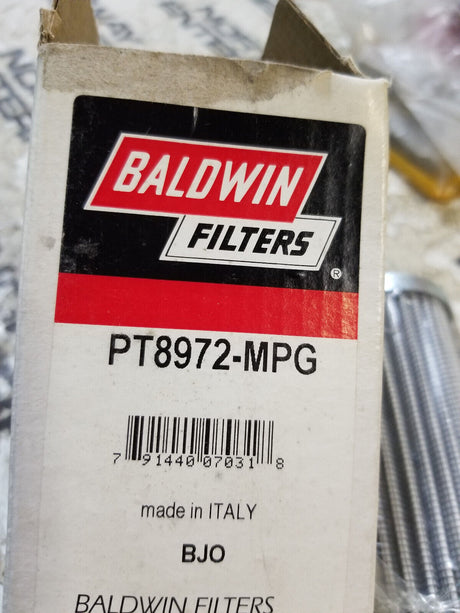 BALDWIN
FILTERS
®
PT8972-MPG
7 91440 07031 8
made in ITALY
BJO
BALDWIN FILTERS